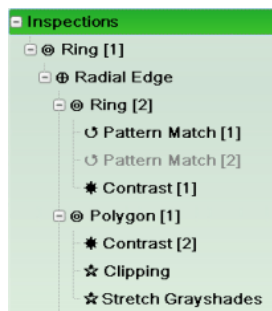 Inspections
Ring [1]
Radial Edge
Ring [2]
Pattern Match [1]
Pattern Match [2]
Contrast [1]
Polygon [1]
Contrast [2]
Clipping
Stretch Grayshades